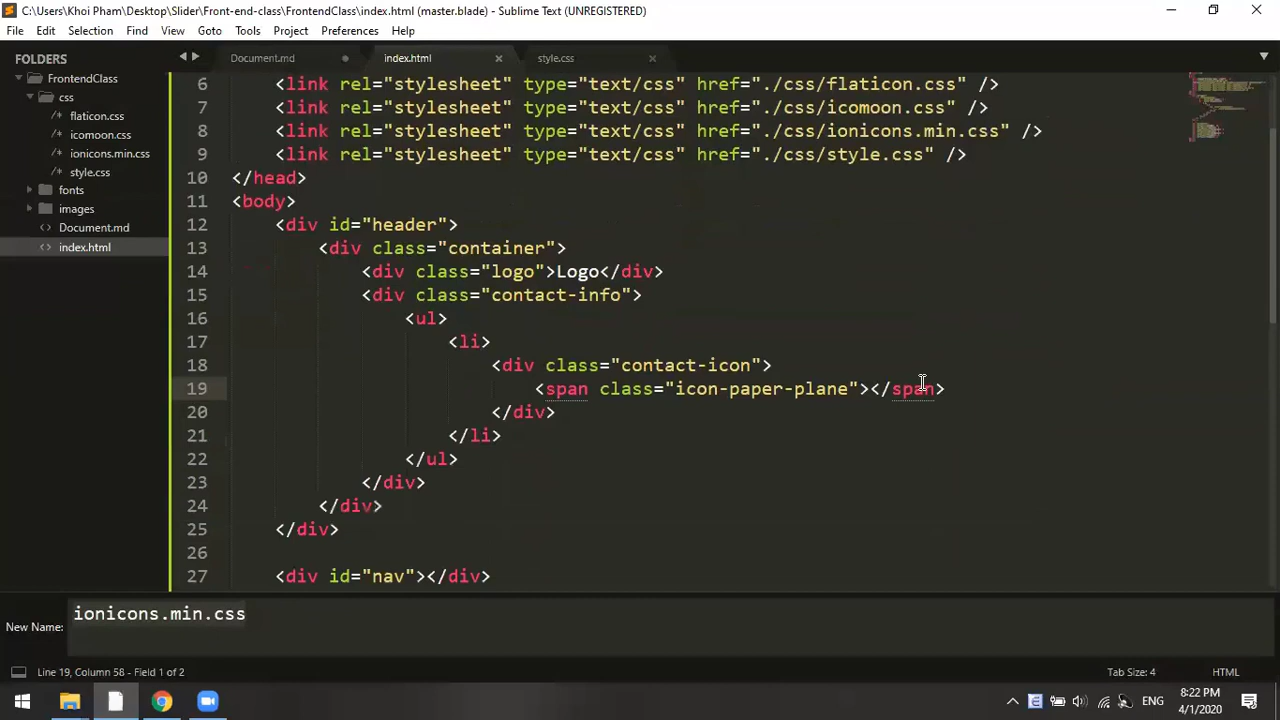 C:\Users\Khoi Pham\Desktop\Slider\Front-end-class\FrontendClass\index.html (master.blade) - Sublime Text (UNREGISTERED)
File Edit Selection Find View Goto Tools Project Preferences Help
FOLDERS
FrontendClass
css
/* flaticon.css
/* icomoon.css
/* ionicons.min.css
/* style.css
fonts
images
Document.md
index.html
Document.md index.html style.css
6 <link rel="stylesheet" type="text/css" href="./css/flaticon.css" />
7 <link rel="stylesheet" type="text/css" href="./css/icomoon.css" />
8 <link rel="stylesheet" type="text/css" href="./css/ionicons.min.css" />
9 <link rel="stylesheet" type="text/css" href="./css/style.css" />
10 </head>
11 <body>
12 <div id="header">
13 <div class="container">
14 <div class="logo">Logo</div>
15 <div class="contact-info">
16 <ul>
17 <li>
18 <div class="contact-icon">
19 <span class="icon-paper-plane"></span>
20 </div>
21 </li>
22 </ul>
23 </div>
24 </div>
25 </div>
26
27 <div id="nav"></div>
New Name: ionicons.min.css
Line 19, Column 58 - Field 1 of 2
Tab Size: 4 HTML
ENG
8:22 PM
4/1/2020